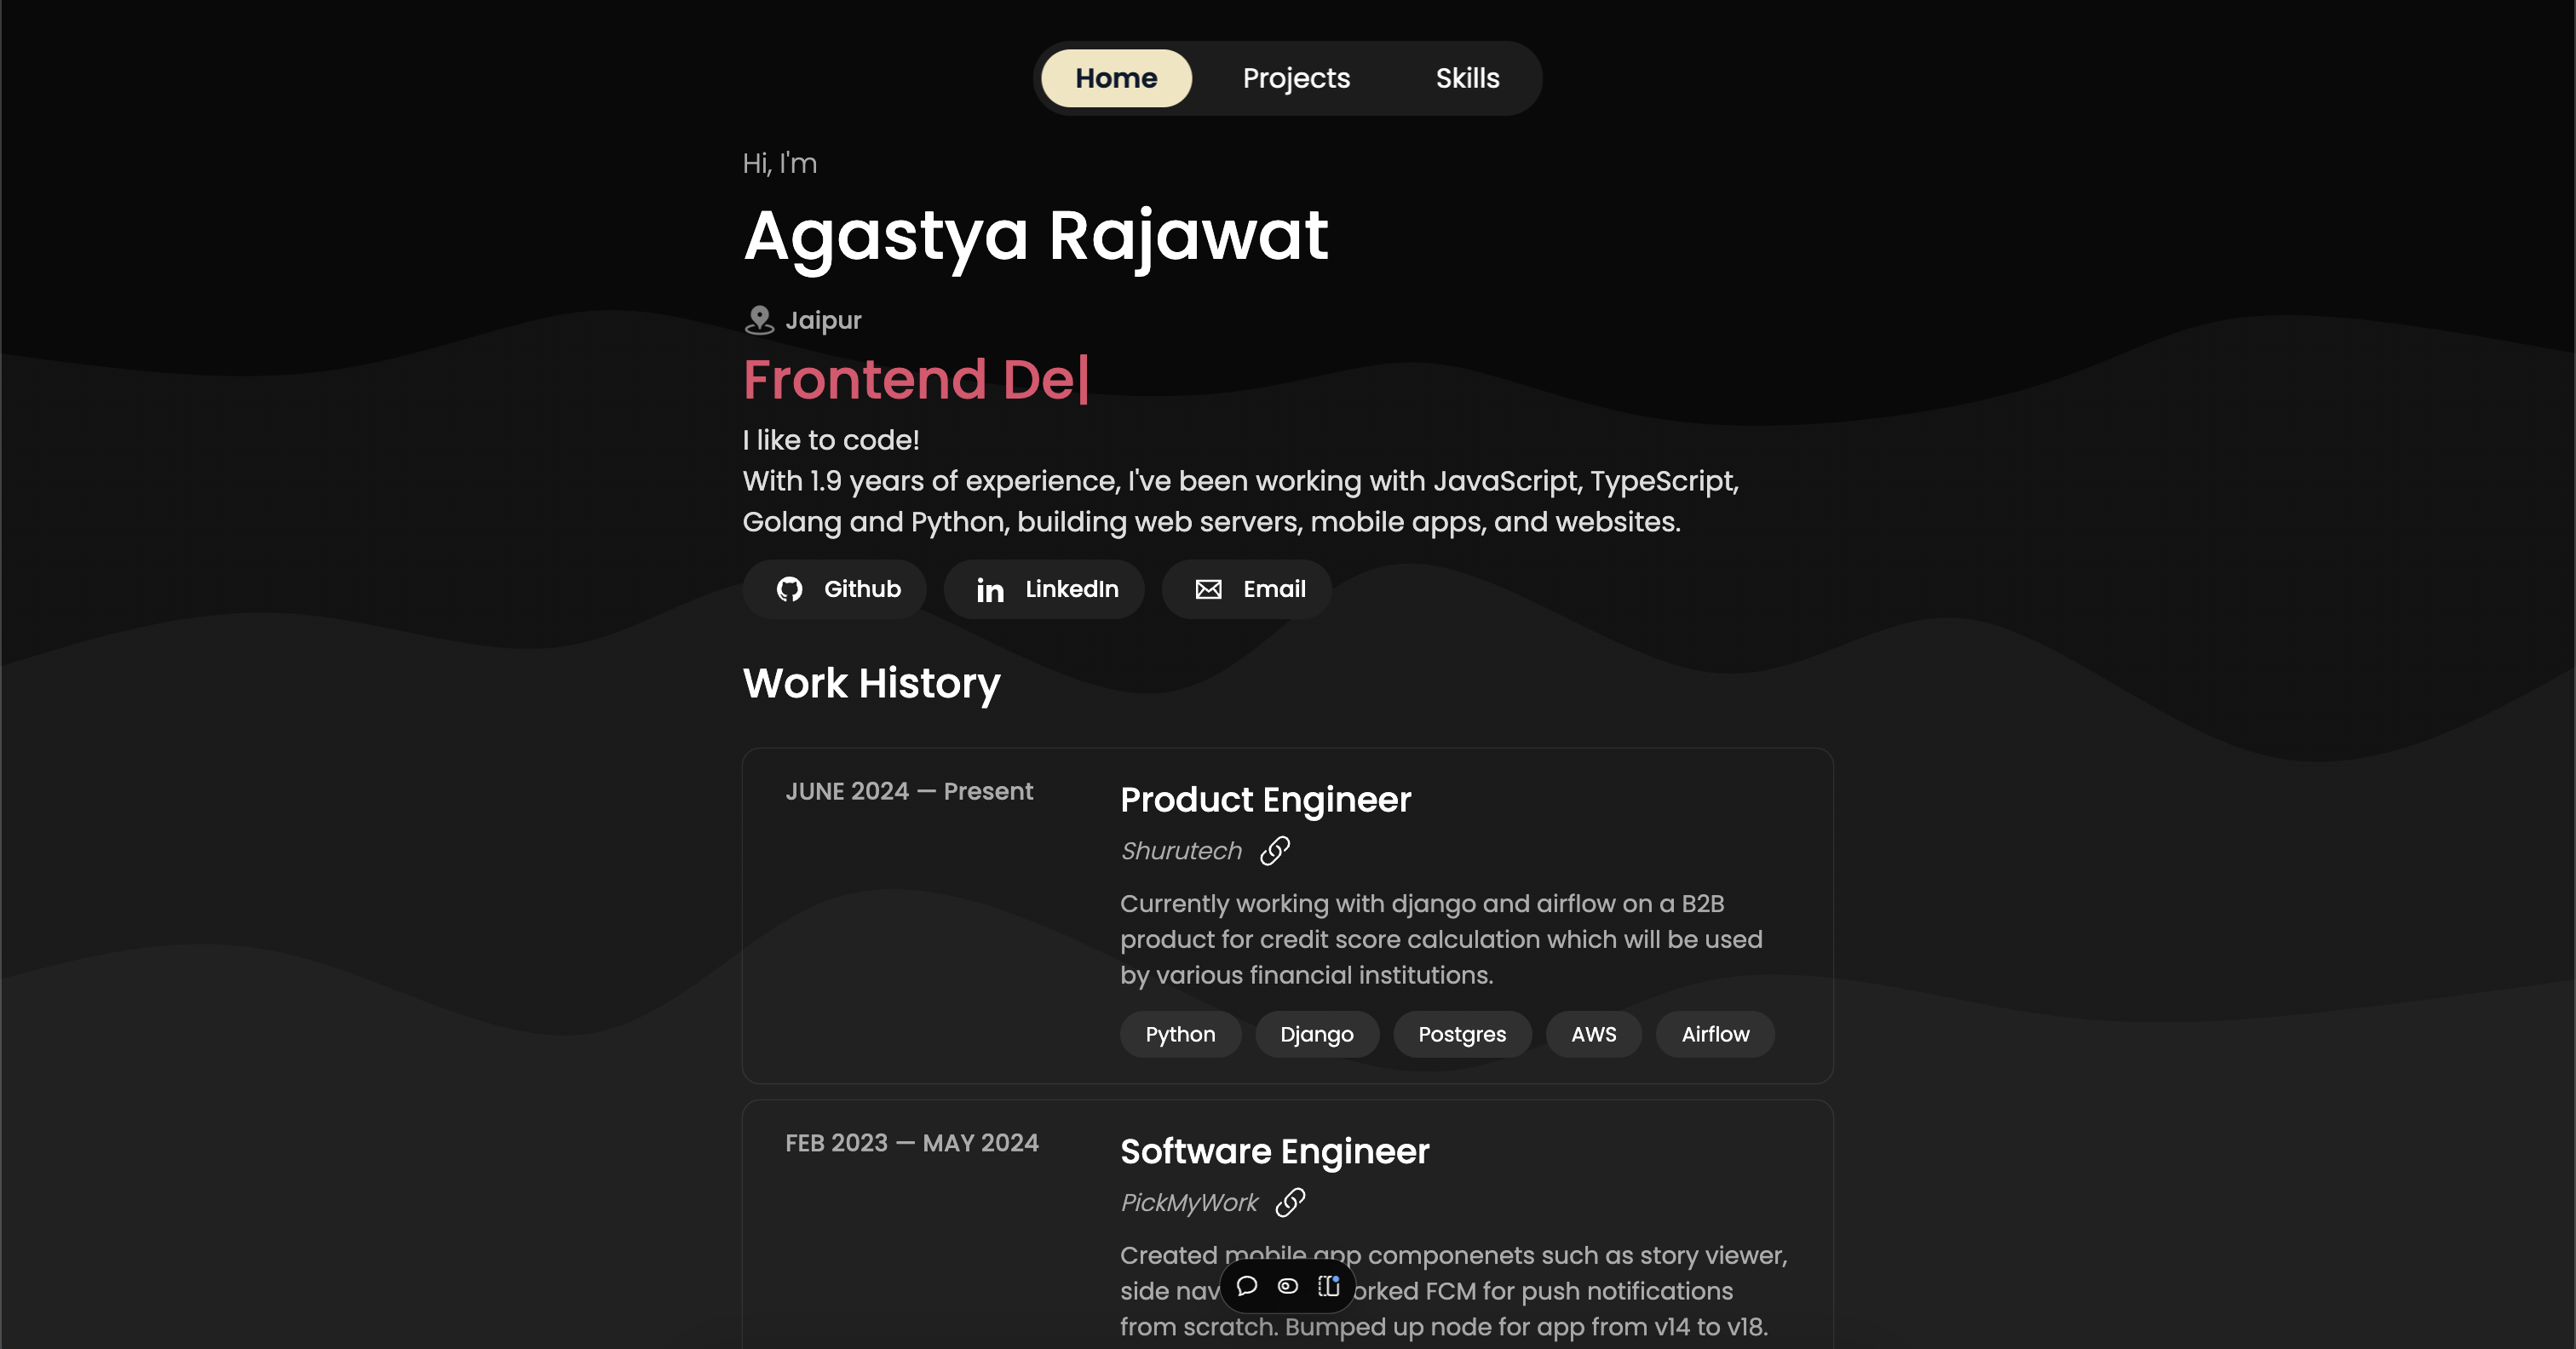 Home Projects Skills
Hi, I'm
Agastya Rajawat
Jaipur
Frontend De|
I like to code!
With 1.9 years of experience, I've been working with JavaScript, TypeScript,
Golang and Python, building web servers, mobile apps, and websites.
Github LinkedIn Email
Work History
JUNE 2024 — Present
Product Engineer
Shurutech
Currently working with django and airflow on a B2B
product for credit score calculation which will be used
by various financial institutions.
Python Django Postgres AWS Airflow
FEB 2023 — MAY 2024
Software Engineer
PickMyWork
Created mobile app componenets such as story viewer,
side nav orked FCM for push notifications
from scratch. Bumped up node for app from v14 to v18.